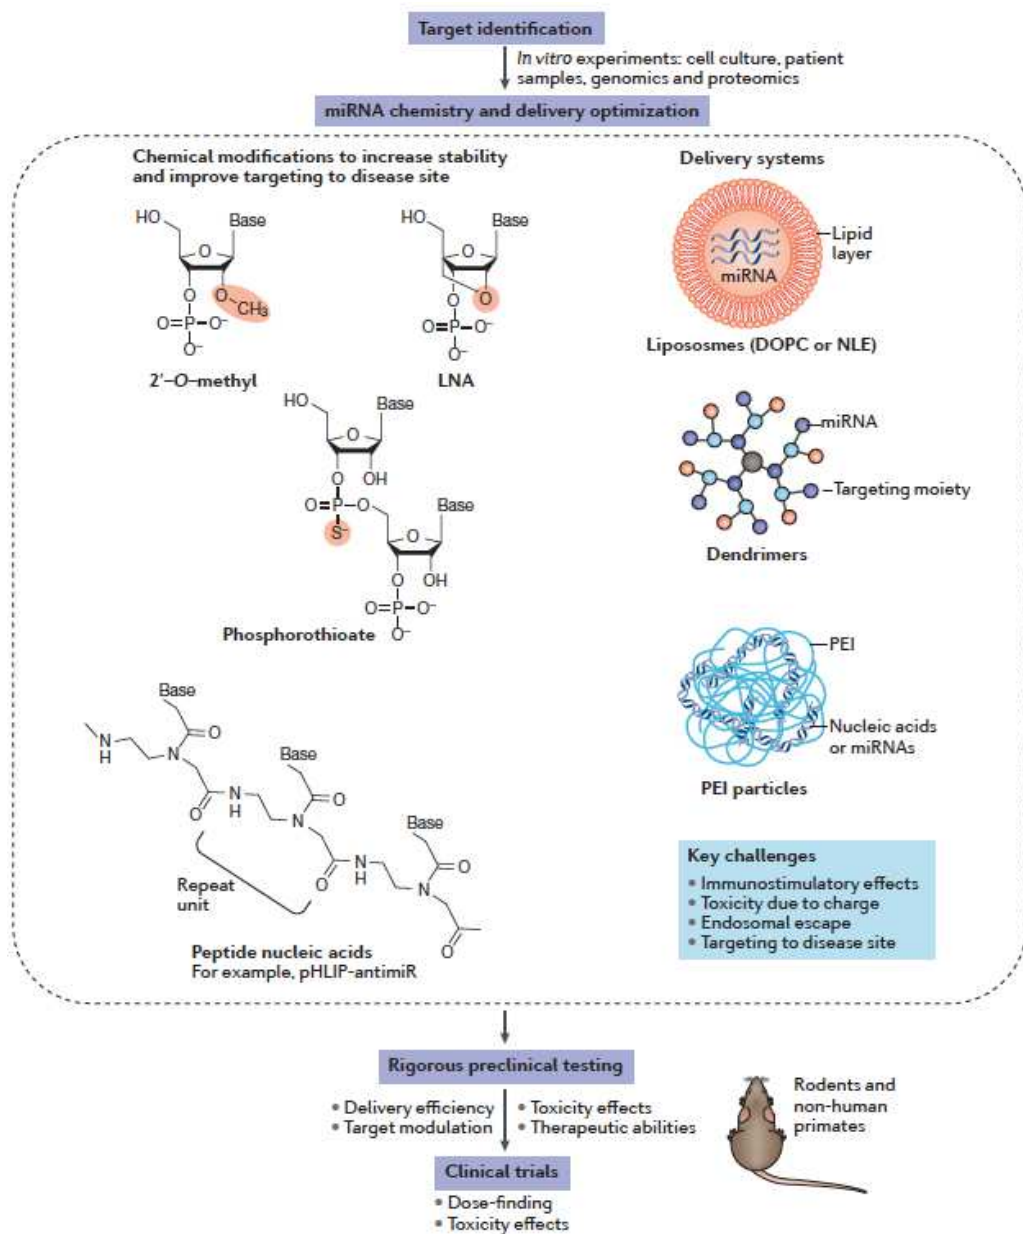 Target identification
In vitro experiments: cell culture, patient
samples, genomics and proteomics
miRNA chemistry and delivery optimization
Chemical modifications to increase stability
and improve targeting to disease site
HO
Base
O
O
O
CH3
O=P–O–
O–
2'–O–methyl
HO
Base
O
O
O
O=P–O–
O–
LNA
HO
Base
O
O
OH
O=P–O
S–
Base
O
O
OH
O=P–O–
O–
Phosphorothioate
Base
O
N
H
N
O
N
H
Base
O
N
O
N
H
Base
O
N
O
Repeat
unit
Peptide nucleic acids
For example, pHLIP-antimiR
Delivery systems
miRNA
Lipid
layer
Lipososmes (DOPC or NLE)
miRNA
Targeting moiety
Dendrimers
PEI
Nucleic acids
or miRNAs
PEI particles
Key challenges
• Immunostimulatory effects
• Toxicity due to charge
• Endosomal escape
• Targeting to disease site
Rigorous preclinical testing
• Delivery efficiency
• Target modulation
• Toxicity effects
• Therapeutic abilities
Rodents and
non-human
primates
Clinical trials
• Dose-finding
• Toxicity effects